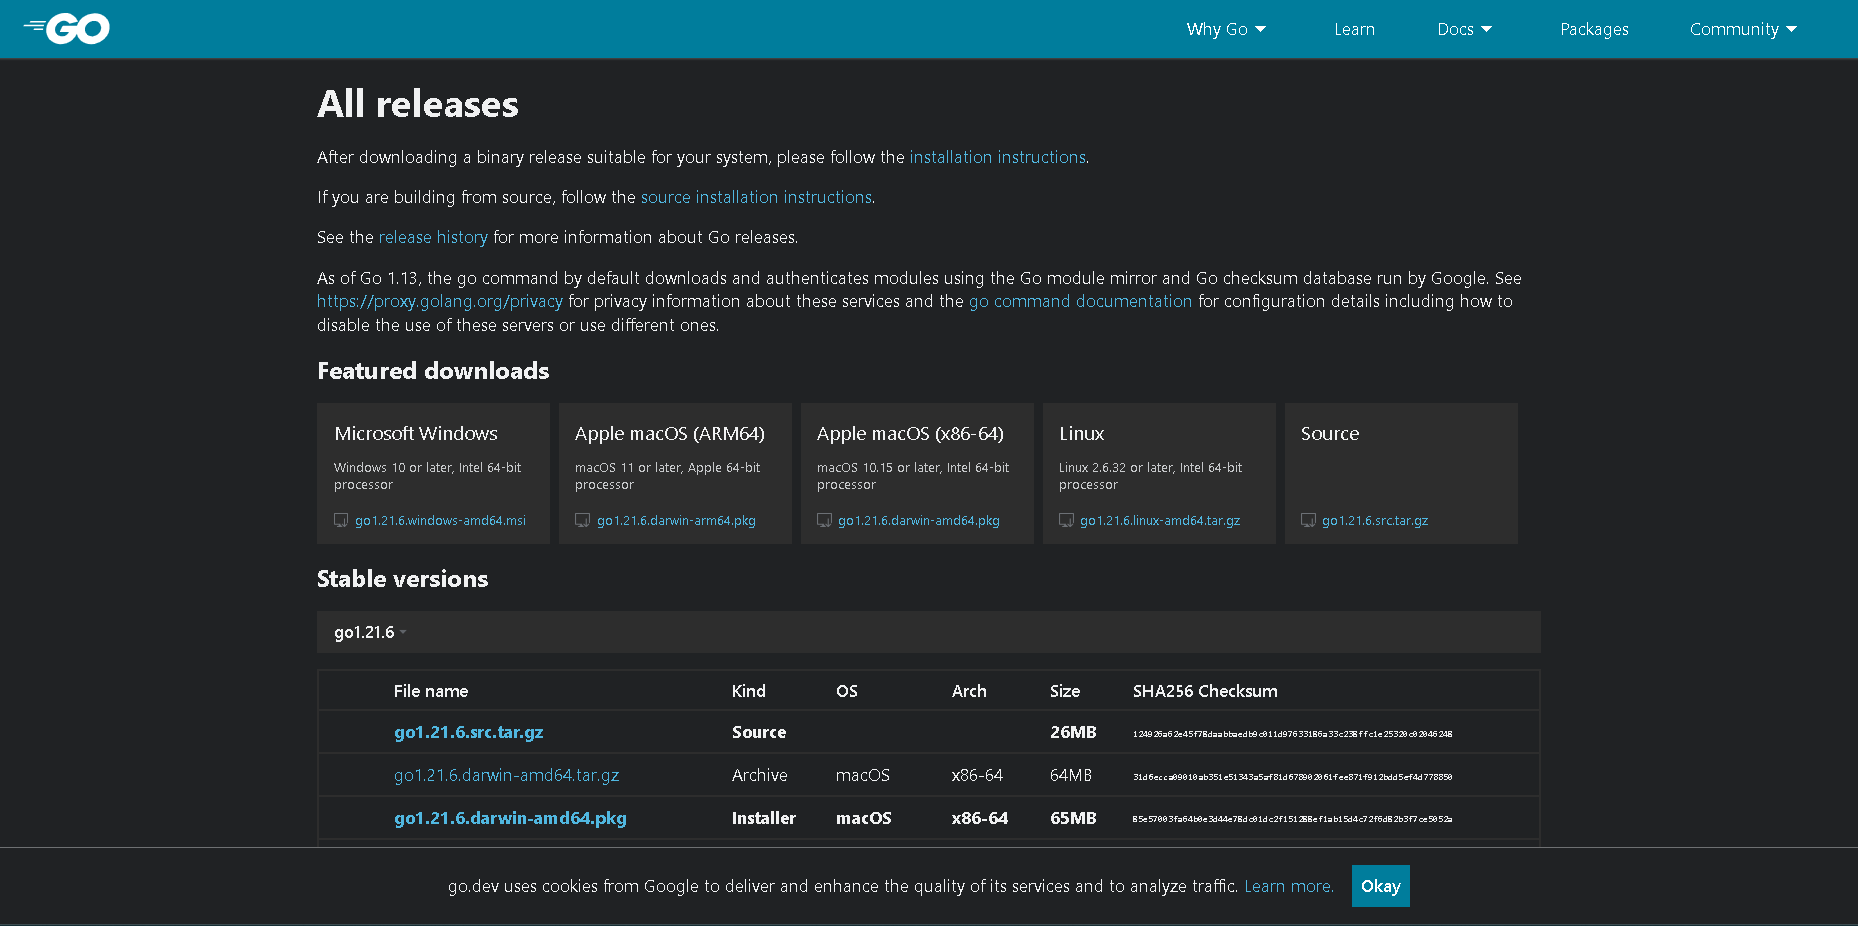 GO
Why Go
Learn
Docs
Packages
Community
All releases
After downloading a binary release suitable for your system, please follow the installation instructions.
If you are building from source, follow the source installation instructions.
See the release history for more information about Go releases.
As of Go 1.13, the go command by default downloads and authenticates modules using the Go module mirror and Go checksum database run by Google. See
https://proxy.golang.org/privacy for privacy information about these services and the go command documentation for configuration details including how to
disable the use of these servers or use different ones.
Featured downloads
Microsoft Windows
Windows 10 or later, Intel 64-bit
processor
go1.21.6.windows-amd64.msi
Apple macOS (ARM64)
macOS 11 or later, Apple 64-bit
processor
go1.21.6.darwin-arm64.pkg
Apple macOS (x86-64)
macOS 10.15 or later, Intel 64-bit
processor
go1.21.6.darwin-amd64.pkg
Linux
Linux 2.6.32 or later, Intel 64-bit
processor
go1.21.6.linux-amd64.tar.gz
Source
go1.21.6.src.tar.gz
Stable versions
go1.21.6
File name Kind OS Arch Size SHA256 Checksum
go1.21.6.src.tar.gz Source 26MB
go1.21.6.darwin-amd64.tar.gz Archive macOS x86-64 64MB
go1.21.6.darwin-amd64.pkg Installer macOS x86-64 65MB
go.dev uses cookies from Google to deliver and enhance the quality of its services and to analyze traffic. Learn more. Okay